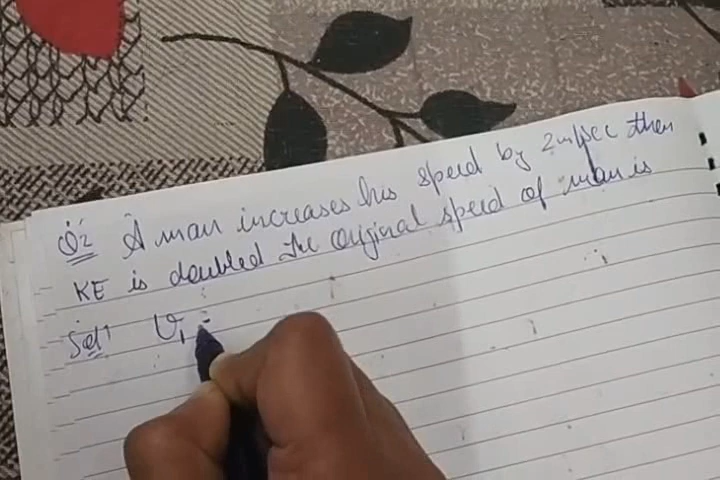 Q2 A man increases his speed by 2m/sec then
KE is doubled The original speed of man is
Sol^n v₁ =